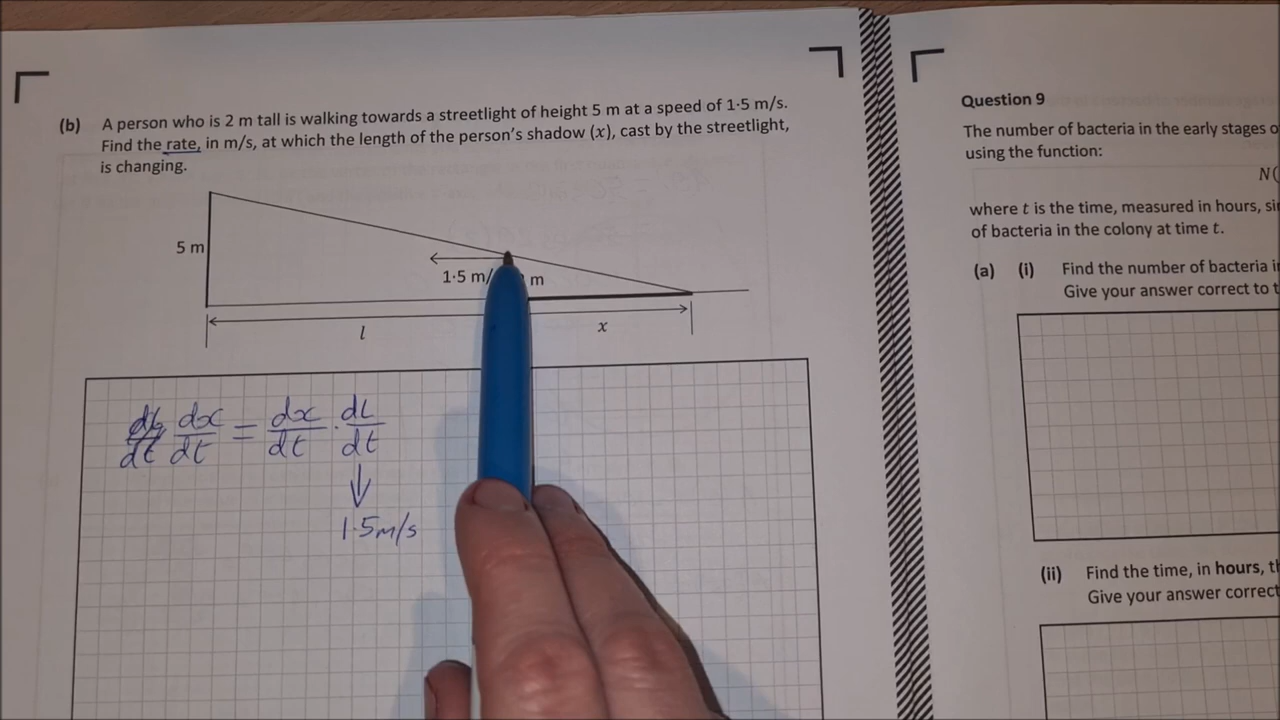 (b) A person who is 2 m tall is walking towards a streetlight of height 5 m at a speed of 1·5 m/s.
Find the rate, in m/s, at which the length of the person's shadow (x), cast by the streetlight,
is changing.
5 m
1·5 m/
m
l
x
dx/dt = dx/dt · dL/dt
↓
1·5m/s
Question 9
The number of bacteria in the early stages o
using the function:
N(
where t is the time, measured in hours, si
of bacteria in the colony at time t.
(a) (i) Find the number of bacteria i
Give your answer correct to t
(ii) Find the time, in hours, th
Give your answer correct